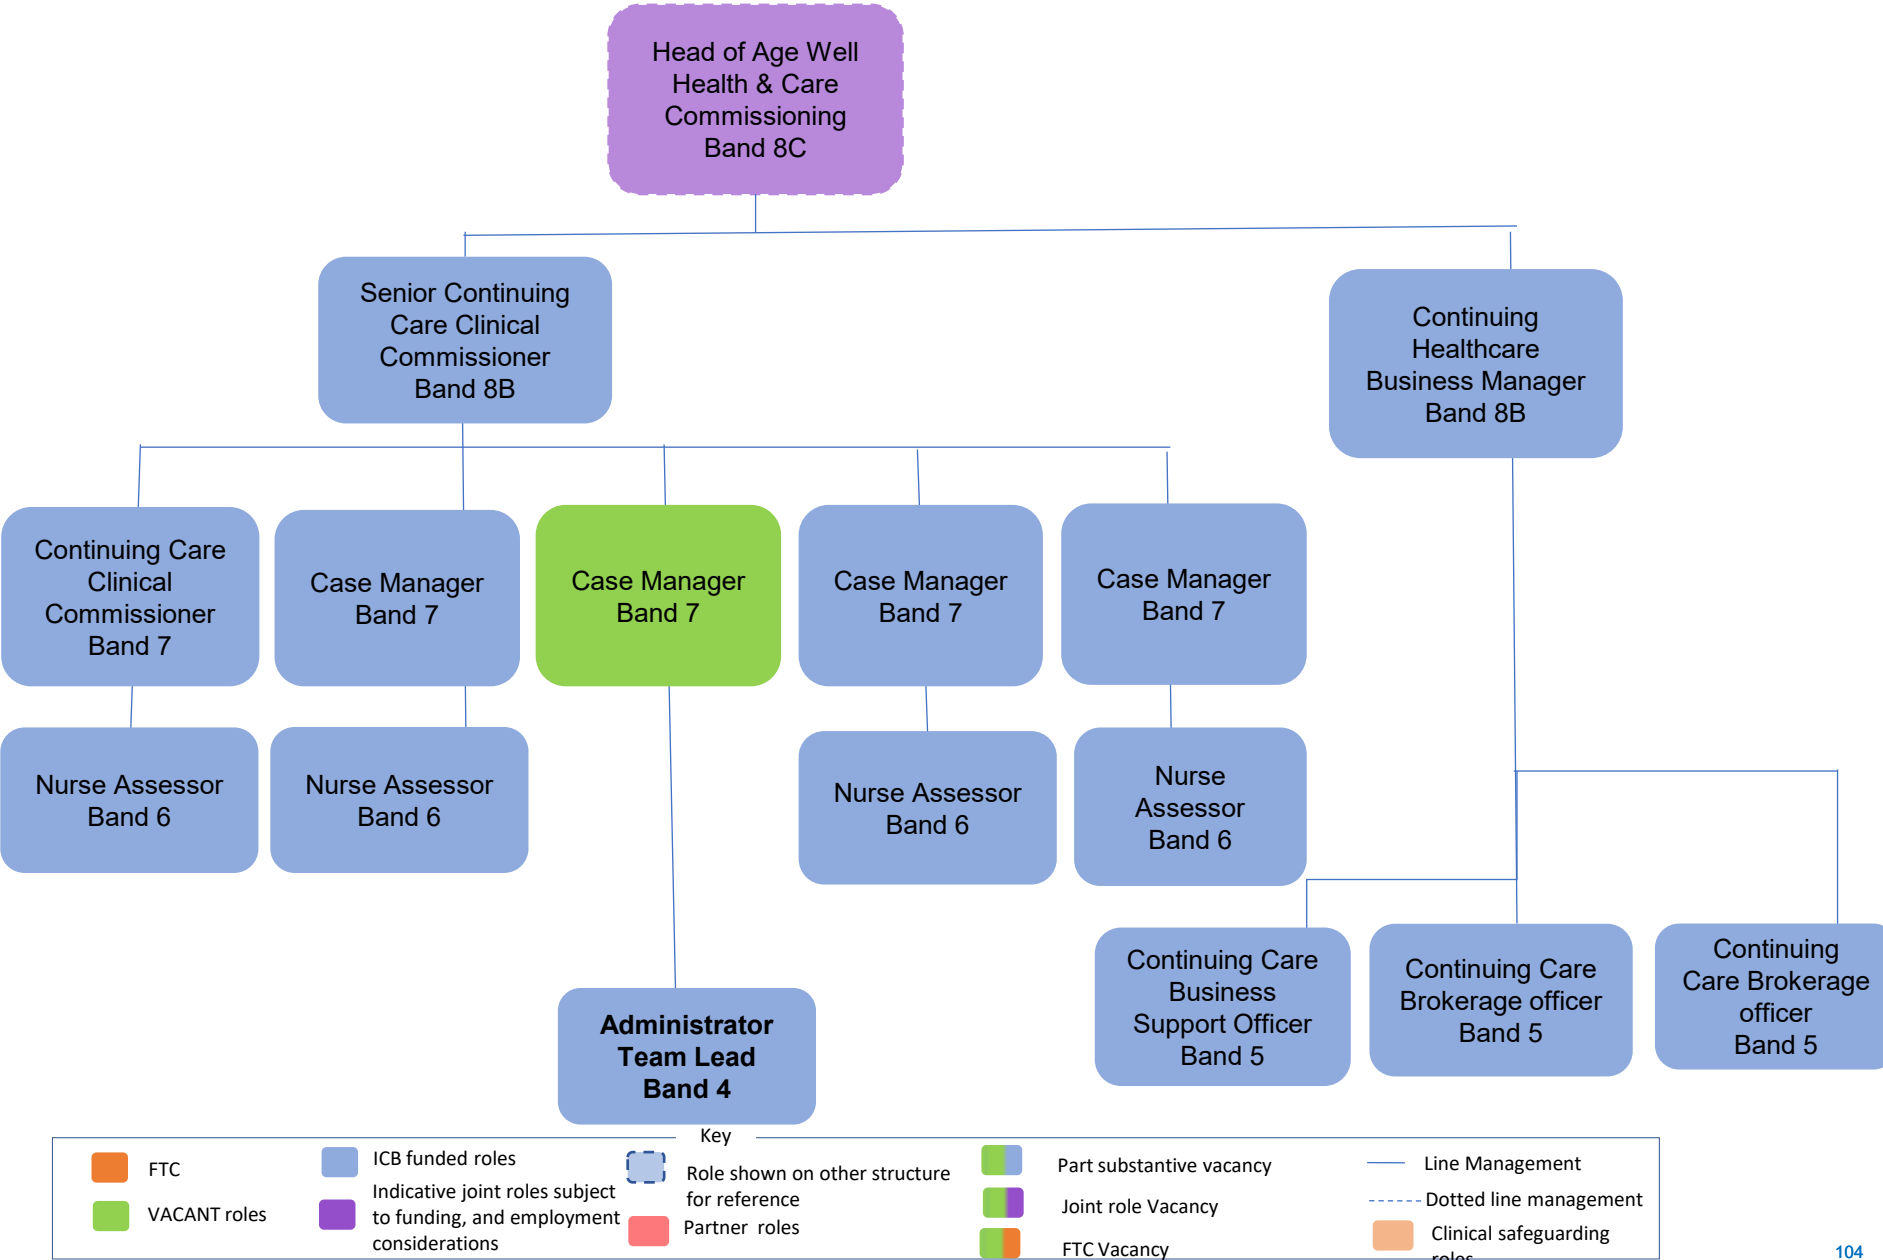 Head of Age Well
Health & Care
Commissioning
Band 8C
Senior Continuing
Care Clinical
Commissioner
Band 8B
Continuing
Healthcare
Business Manager
Band 8B
Continuing Care
Clinical
Commissioner
Band 7
Case Manager
Band 7
Case Manager
Band 7
Case Manager
Band 7
Case Manager
Band 7
Nurse Assessor
Band 6
Nurse Assessor
Band 6
Nurse Assessor
Band 6
Nurse
Assessor
Band 6
Continuing Care
Business
Support Officer
Band 5
Continuing Care
Brokerage officer
Band 5
Continuing
Care Brokerage
officer
Band 5
Administrator
Team Lead
Band 4
Key
FTC
VACANT roles
ICB funded roles
Indicative joint roles subject
to funding, and employment
considerations
Role shown on other structure
for reference
Partner roles
Part substantive vacancy
Joint role Vacancy
FTC Vacancy
Line Management
Dotted line management
Clinical safeguarding
roles
104